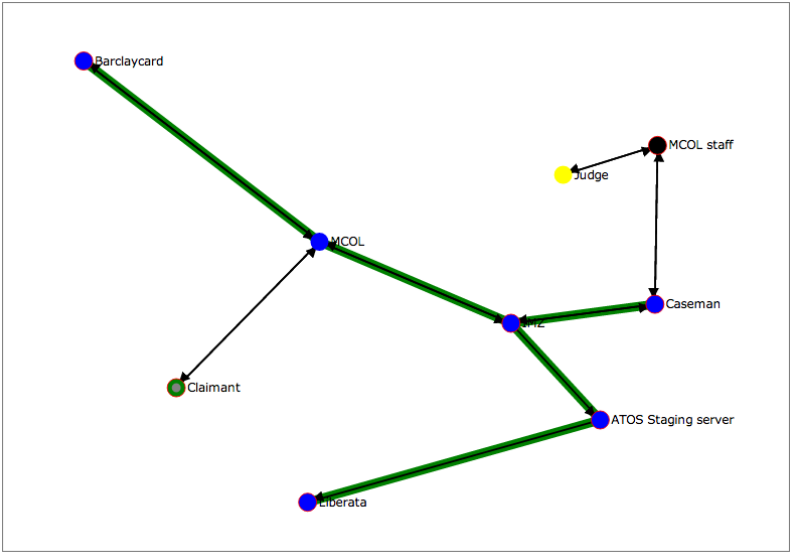 Barclaycard
MCOL staff
Judge
MCOL
Caseman
Claimant
ATOS Staging server
Liberata